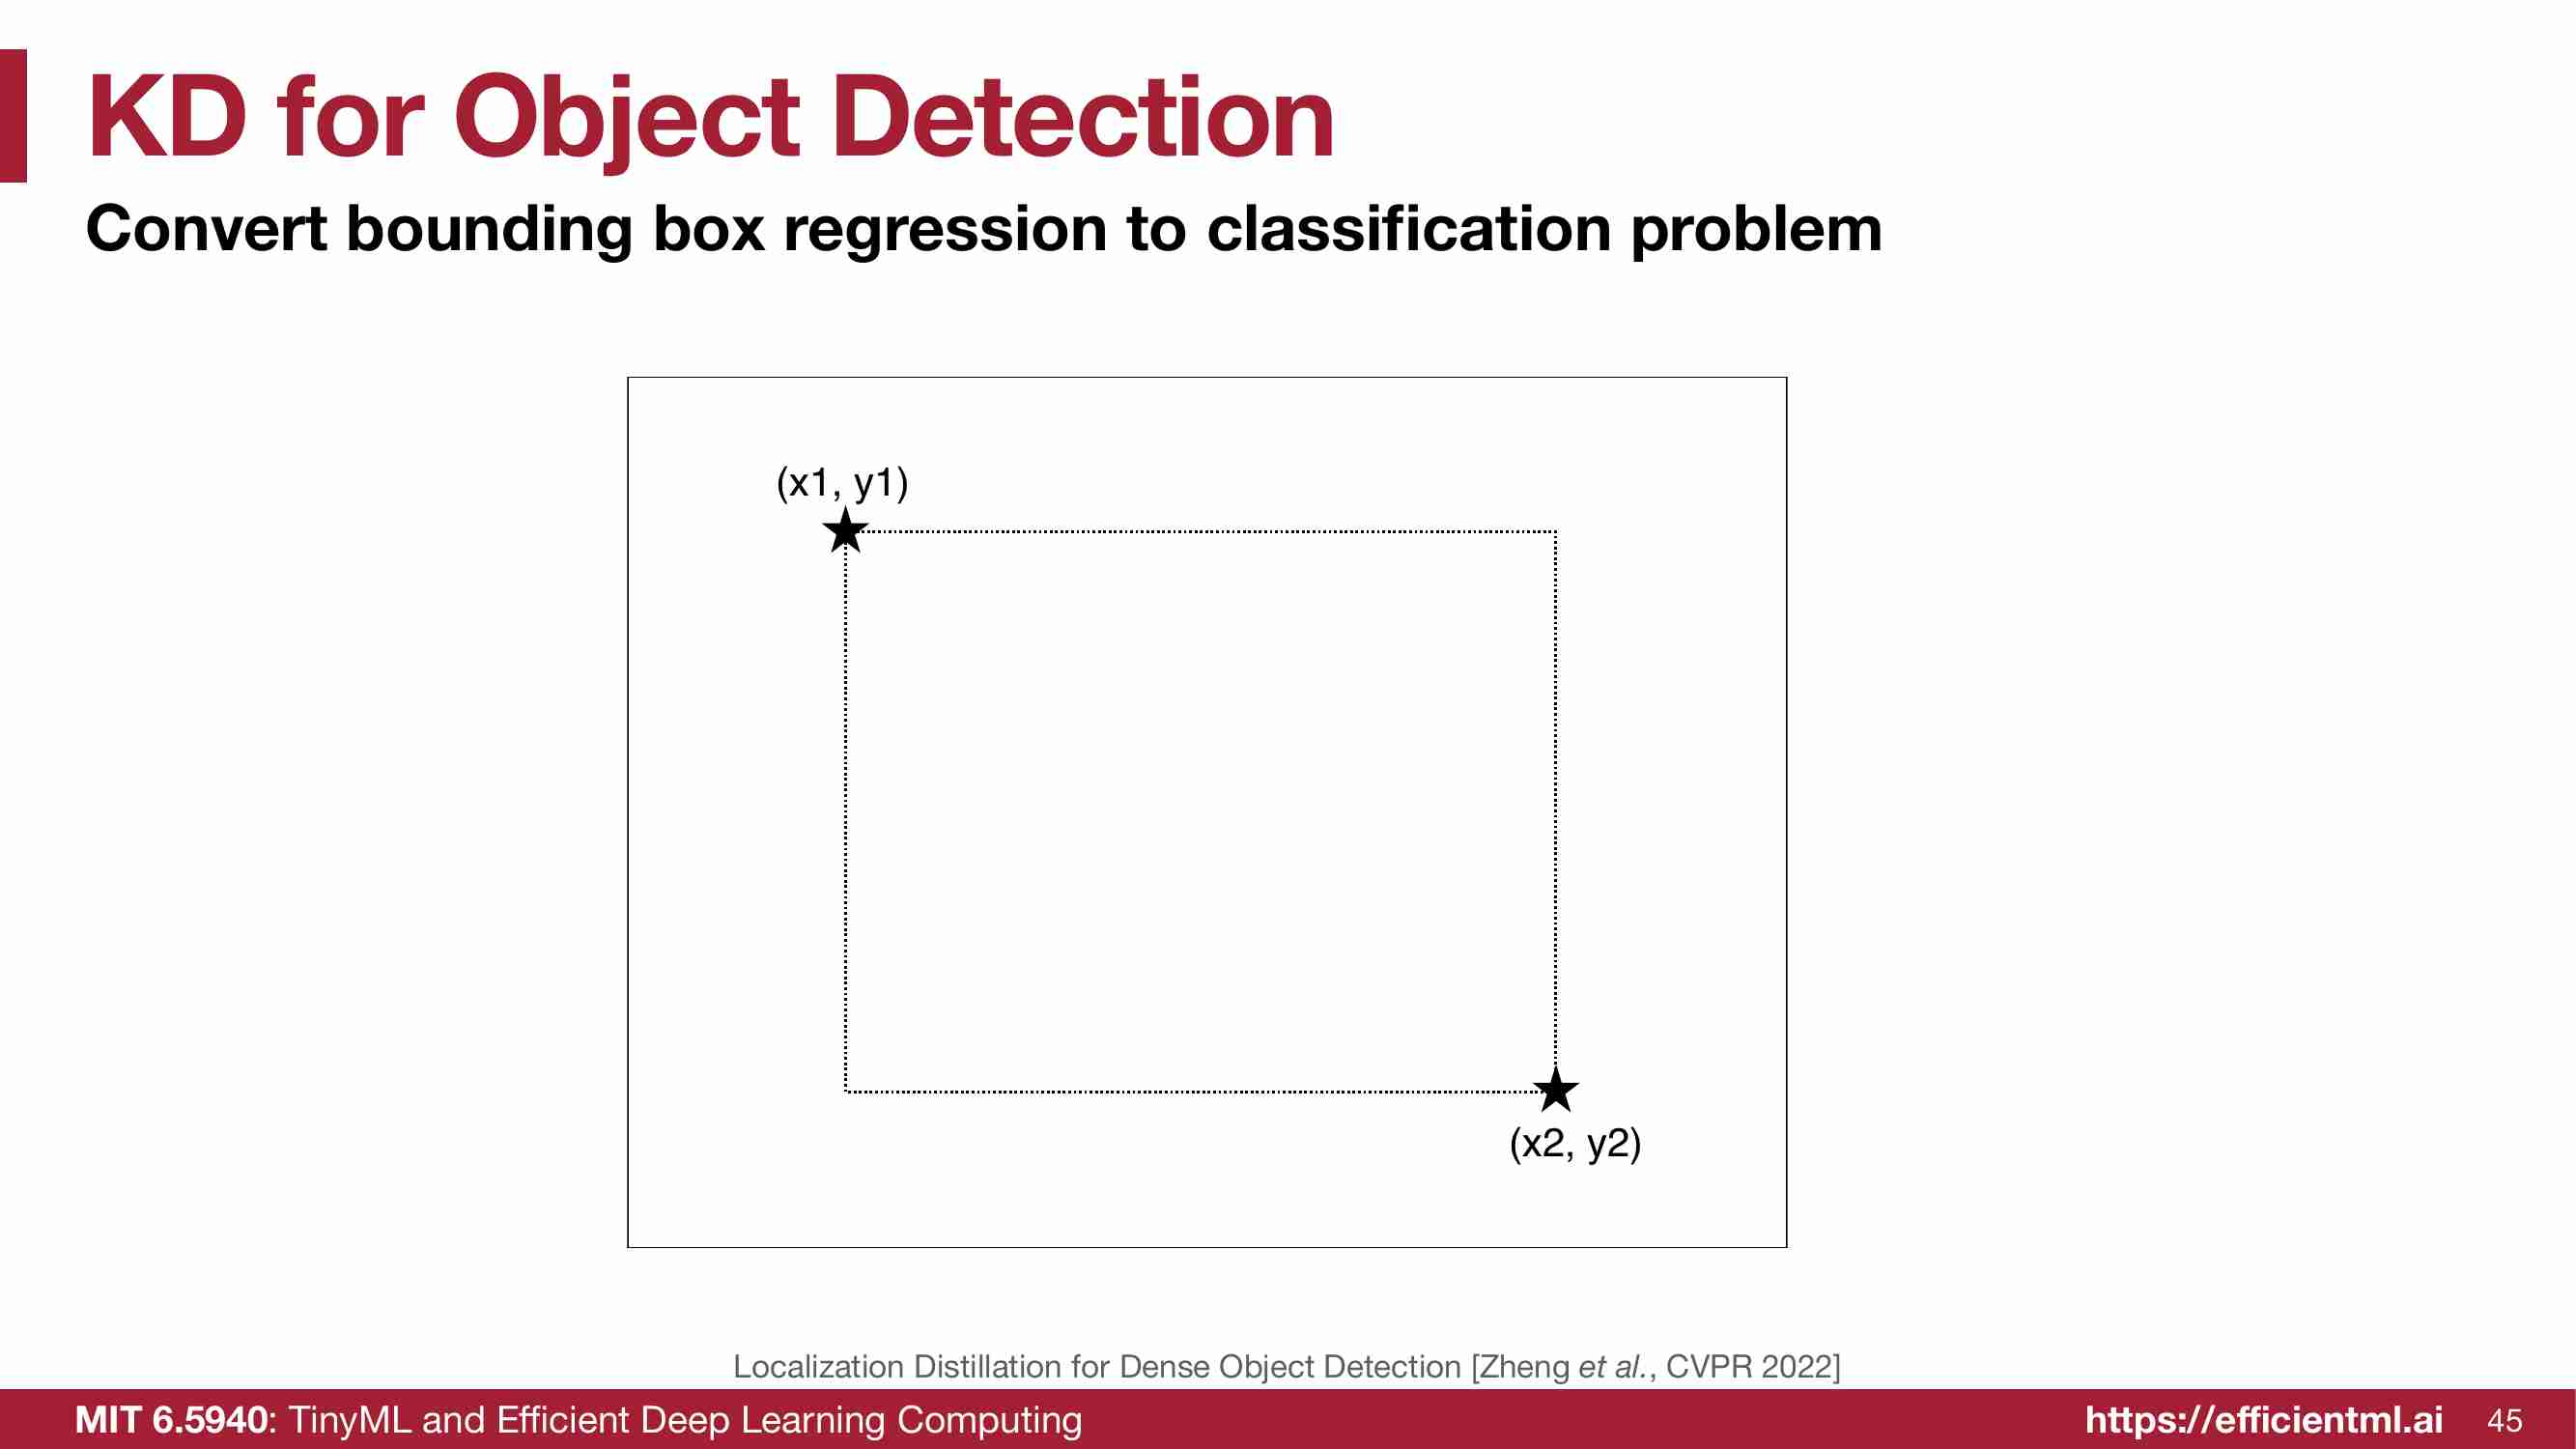 KD for Object Detection
Convert bounding box regression to classification problem
(x1, y1)
(x2, y2)
Localization Distillation for Dense Object Detection [Zheng et al., CVPR 2022]
MIT 6.5940: TinyML and Efficient Deep Learning Computing
https://efficientml.ai 45